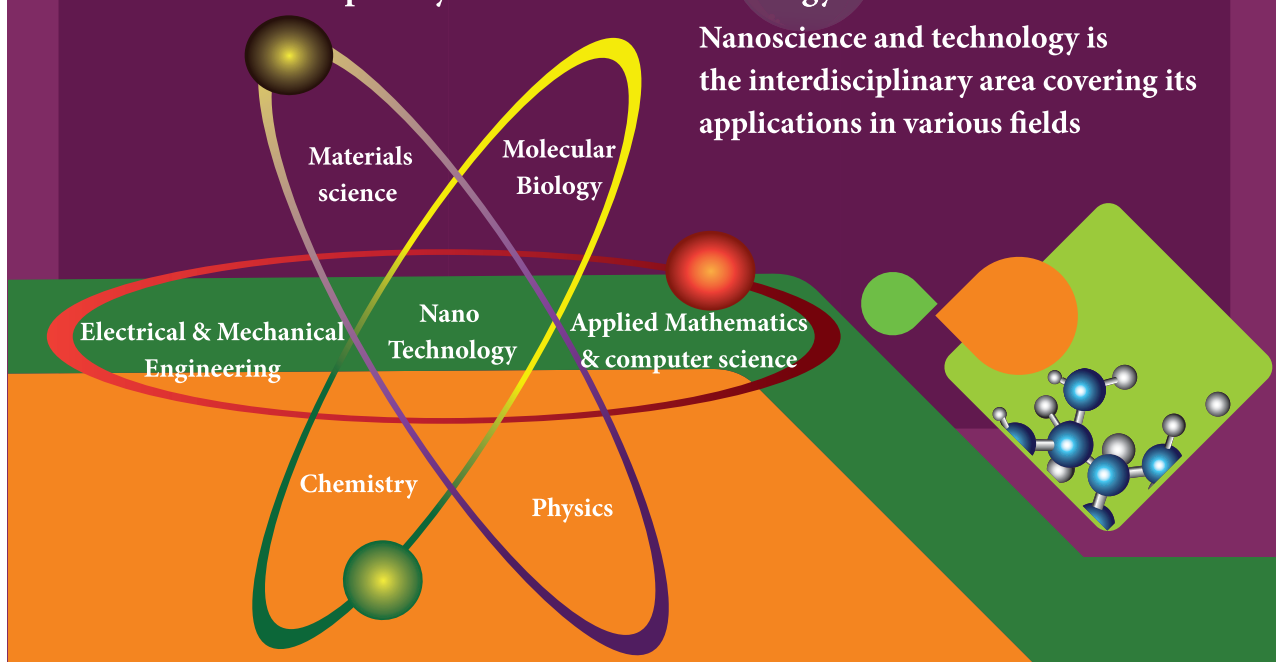 Nanoscience and technology is
the interdisciplinary area covering its
applications in various fields
Materials
science
Molecular
Biology
Electrical & Mechanical
Engineering
Nano
Technology
Applied Mathematics
& computer science
Chemistry
Physics